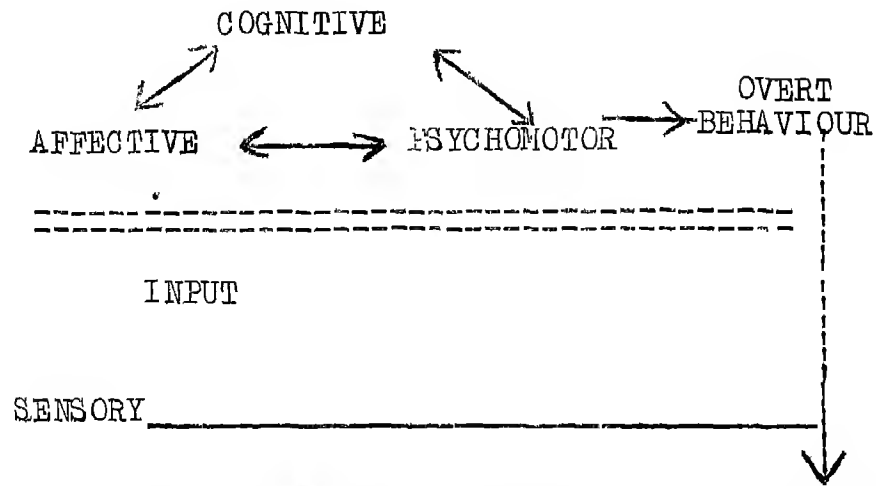 COGNITIVE
OVERT
BEHAVIOUR
AFFECTIVE
PSYCHOMOTOR
INPUT
SENSORY